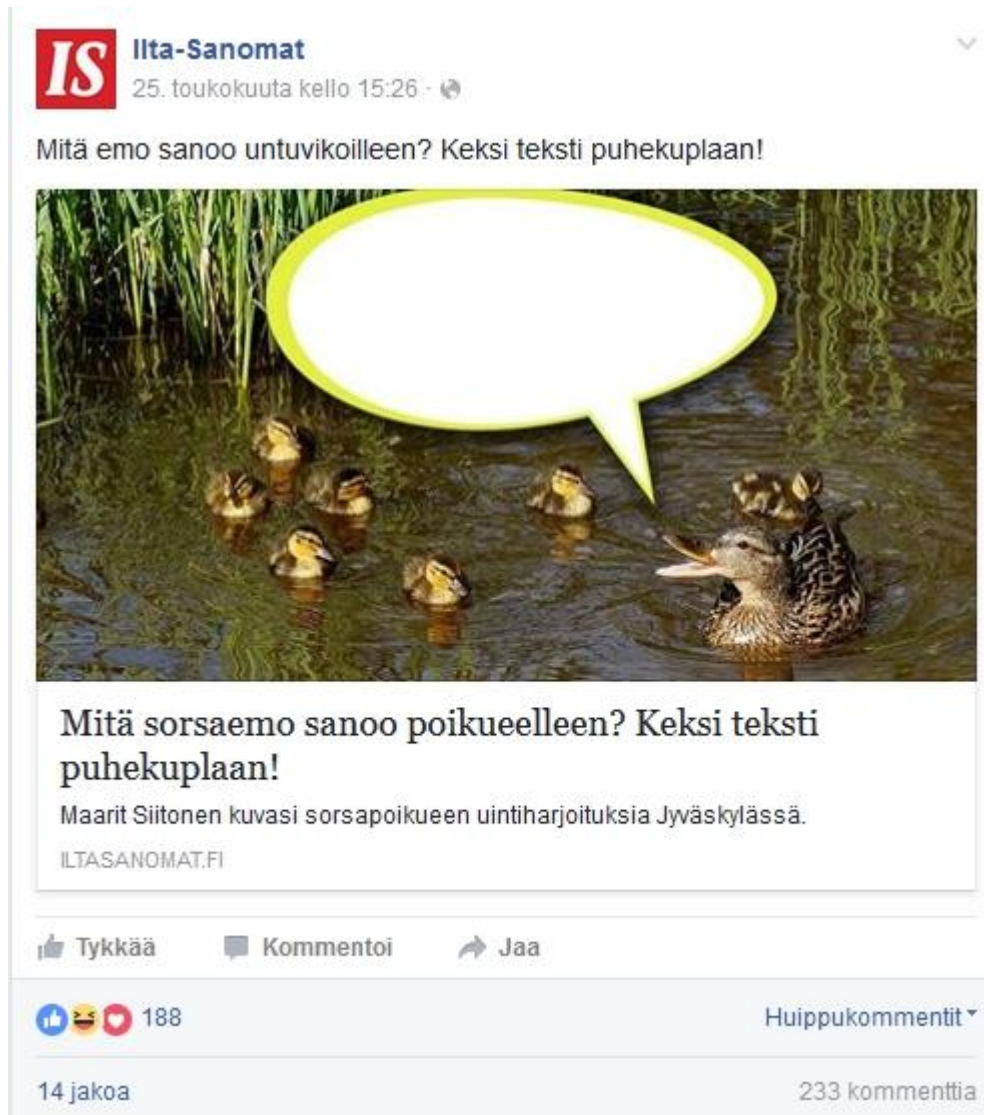 IS
Ilta-Sanomat
25. toukokuuta kello 15:26 ·
Mitä emo sanoo untuvikoilleen? Keksi teksti puhekuplaan!
Mitä sorsaemo sanoo poikueelleen? Keksi teksti
puhekuplaan!
Maarit Siitonen kuvasi sorsapoikueen uintiharjoituksia Jyväskylässä.
ILTASANOMAT.FI
Tykkää Kommentoi Jaa
188 Huippukommentit
14 jakoa 233 kommenttia